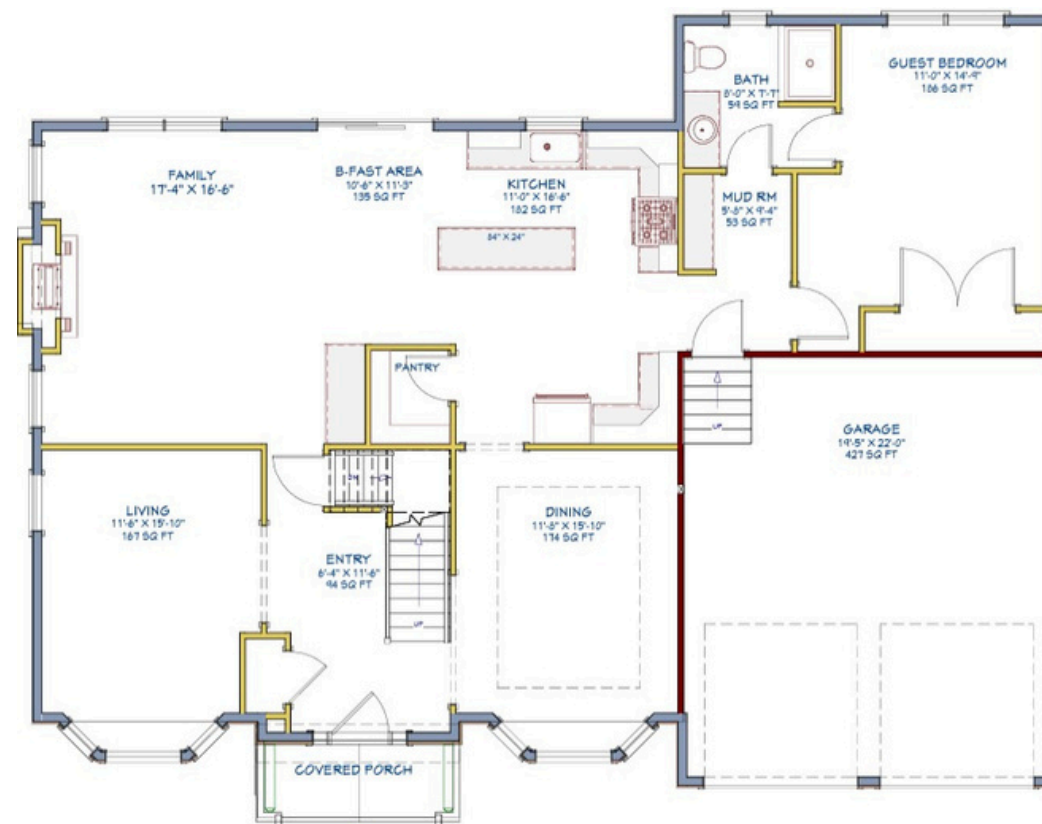 BATH
8'-0" X 7'-7"
59 SQ FT
GUEST BEDROOM
11'-0" X 14'-9"
186 SQ FT
FAMILY
17'-4" X 16'-6"
B-FAST AREA
10'-6" X 11'-3"
135 SQ FT
KITCHEN
11'-0" X 16'-6"
182 SQ FT
84" X 24"
MUD RM
5'-8" X 9'-4"
53 SQ FT
PANTRY
UP
GARAGE
19'-5" X 22'-0"
427 SQ FT
LIVING
11'-6" X 15'-10"
187 SQ FT
ENTRY
6'-4" X 11'-6"
94 SQ FT
UP
DINING
11'-8" X 15'-10"
174 SQ FT
COVERED PORCH